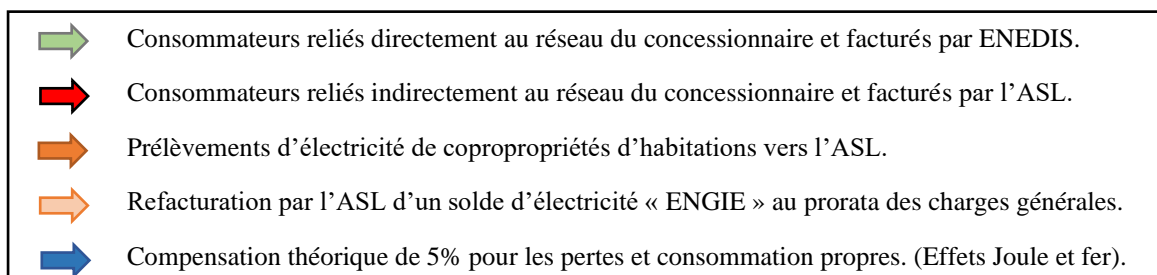 Consommateurs reliés directement au réseau du concessionnaire et facturés par ENEDIS.
Consommateurs reliés indirectement au réseau du concessionnaire et facturés par l’ASL.
Prélèvements d’électricité de copropropriétés d’habitations vers l’ASL.
Refacturation par l’ASL d’un solde d’électricité « ENGIE » au prorata des charges générales.
Compensation théorique de 5% pour les pertes et consommation propres. (Effets Joule et fer).